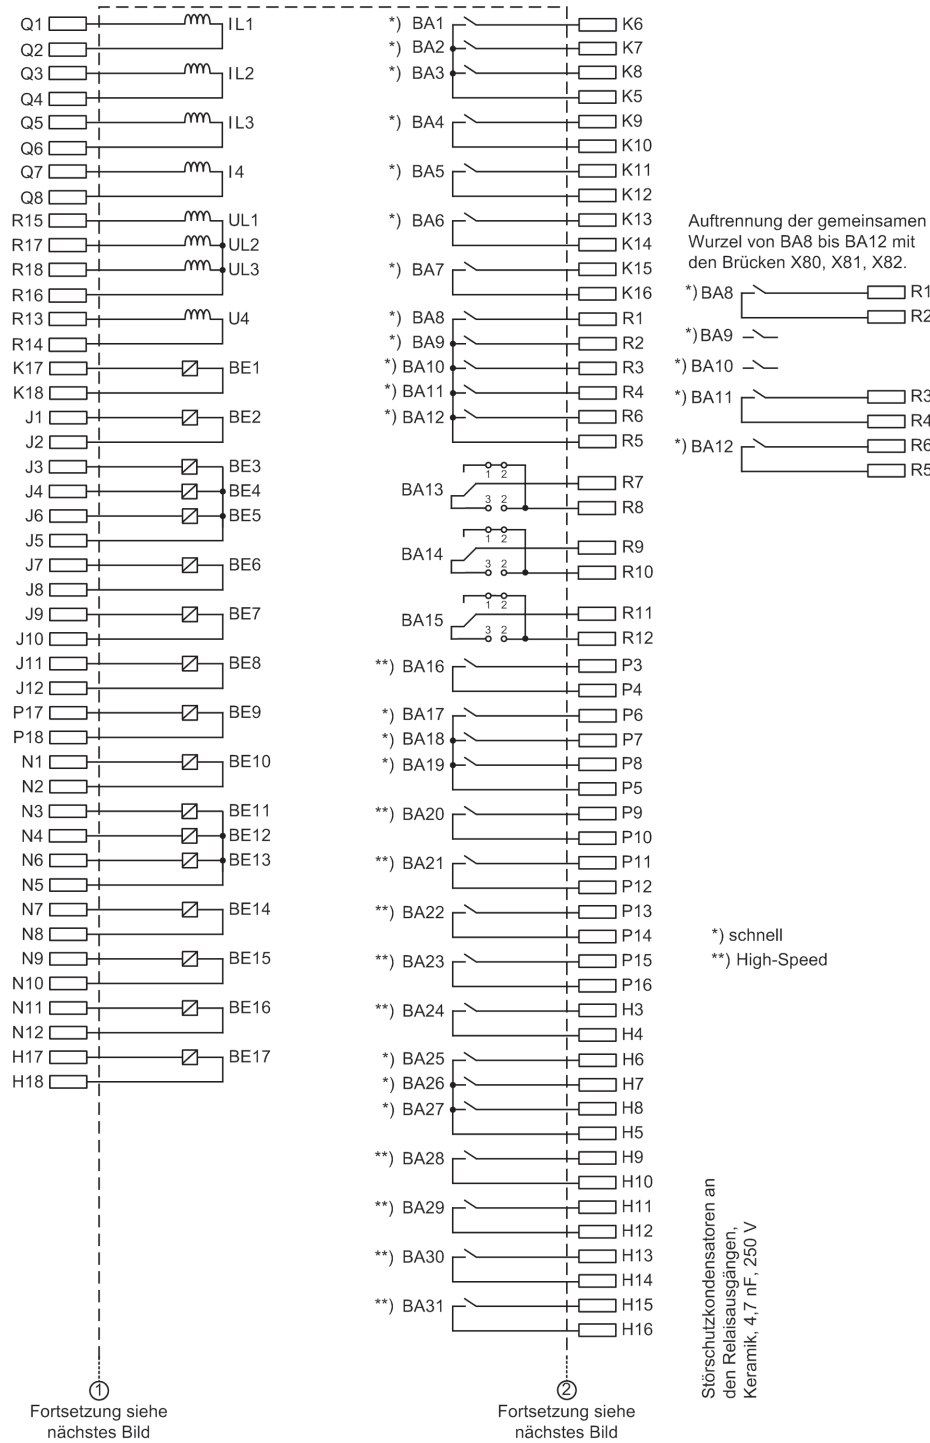 Q1 IL1
Q2
Q3 IL2
Q4
Q5 IL3
Q6
Q7 I4
Q8
R15 UL1
R17 UL2
R18 UL3
R16
R13 U4
R14
K17 BE1
K18
J1 BE2
J2
J3 BE3
J4 BE4
J6 BE5
J5
J7 BE6
J8
J9 BE7
J10
J11 BE8
J12
P17 BE9
P18
N1 BE10
N2
N3 BE11
N4 BE12
N6 BE13
N5
N7 BE14
N8
N9 BE15
N10
N11 BE16
N12
H17 BE17
H18
1
Fortsetzung siehe
nächstes Bild
*) BA1 K6
*) BA2 K7
*) BA3 K8
K5
*) BA4 K9
K10
*) BA5 K11
K12
*) BA6 K13
K14
*) BA7 K15
K16
*) BA8 R1
*) BA9 R2
*) BA10 R3
*) BA11 R4
*) BA12 R6
R5
1 2
BA13 R7
3 2 R8
1 2
BA14 R9
3 2 R10
1 2
BA15 R11
3 2 R12
**) BA16 P3
P4
*) BA17 P6
*) BA18 P7
*) BA19 P8
P5
**) BA20 P9
P10
**) BA21 P11
P12
**) BA22 P13
P14
**) BA23 P15
P16
**) BA24 H3
H4
*) BA25 H6
*) BA26 H7
*) BA27 H8
H5
**) BA28 H9
H10
**) BA29 H11
H12
**) BA30 H13
H14
**) BA31 H15
H16
2
Fortsetzung siehe
nächstes Bild
Auftrennung der gemeinsamen
Wurzel von BA8 bis BA12 mit
den Brücken X80, X81, X82.
*) BA8 R1
R2
*) BA9
*) BA10
*) BA11 R3
R4
*) BA12 R6
R5
*) schnell
**) High-Speed
Störschutzkondensatoren an
den Relaisausgängen,
Keramik, 4,7 nF, 250 V